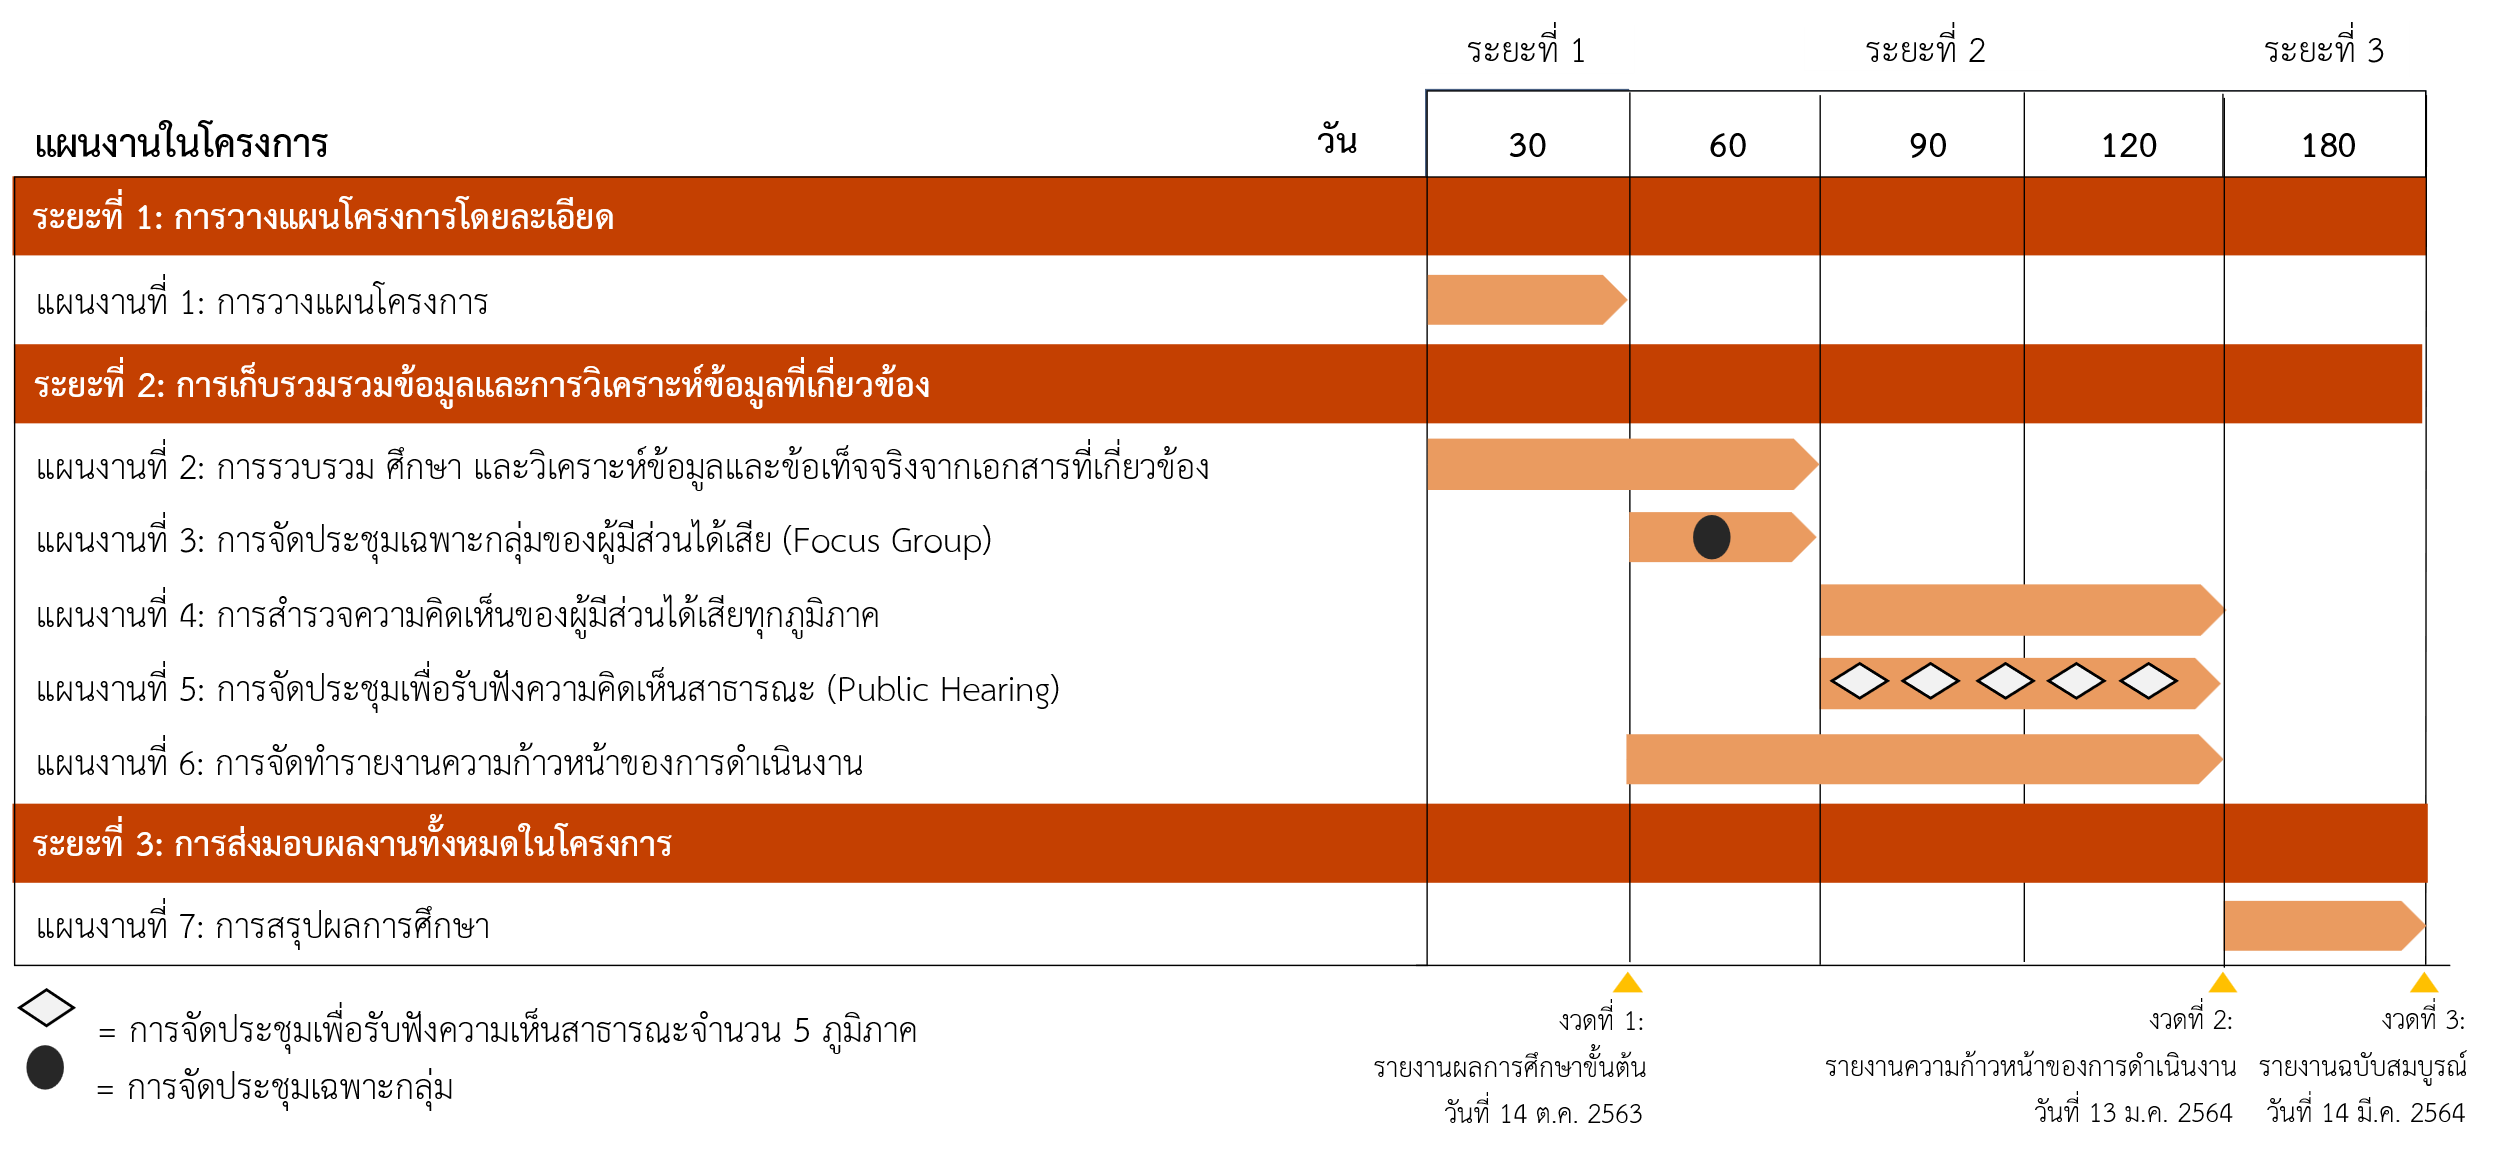 ระยะที่ 1 ระยะที่ 2 ระยะที่ 3
แผนงานในโครงการ วัน 30 60 90 120 180
ระยะที่ 1: การวางแผนโครงการโดยละเอียด
แผนงานที่ 1: การวางแผนโครงการ
ระยะที่ 2: การเก็บรวมรวมข้อมูลและการวิเคราะห์ข้อมูลที่เกี่ยวข้อง
แผนงานที่ 2: การรวบรวม ศึกษา และวิเคราะห์ข้อมูลและข้อเท็จจริงจากเอกสารที่เกี่ยวข้อง
แผนงานที่ 3: การจัดประชุมเฉพาะกลุ่มของผู้มีส่วนได้เสีย (Focus Group)
แผนงานที่ 4: การสำรวจความคิดเห็นของผู้มีส่วนได้เสียทุกภูมิภาค
แผนงานที่ 5: การจัดประชุมเพื่อรับฟังความคิดเห็นสาธารณะ (Public Hearing)
แผนงานที่ 6: การจัดทำรายงานความก้าวหน้าของการดำเนินงาน
ระยะที่ 3: การส่งมอบผลงานทั้งหมดในโครงการ
แผนงานที่ 7: การสรุปผลการศึกษา
= การจัดประชุมเพื่อรับฟังความเห็นสาธารณะจำนวน 5 ภูมิภาค
= การจัดประชุมเฉพาะกลุ่ม
งวดที่ 1:
รายงานผลการศึกษาขั้นต้น
วันที่ 14 ต.ค. 2563
งวดที่ 2:
รายงานความก้าวหน้าของการดำเนินงาน
วันที่ 13 ม.ค. 2564
งวดที่ 3:
รายงานฉบับสมบูรณ์
วันที่ 14 มี.ค. 2564